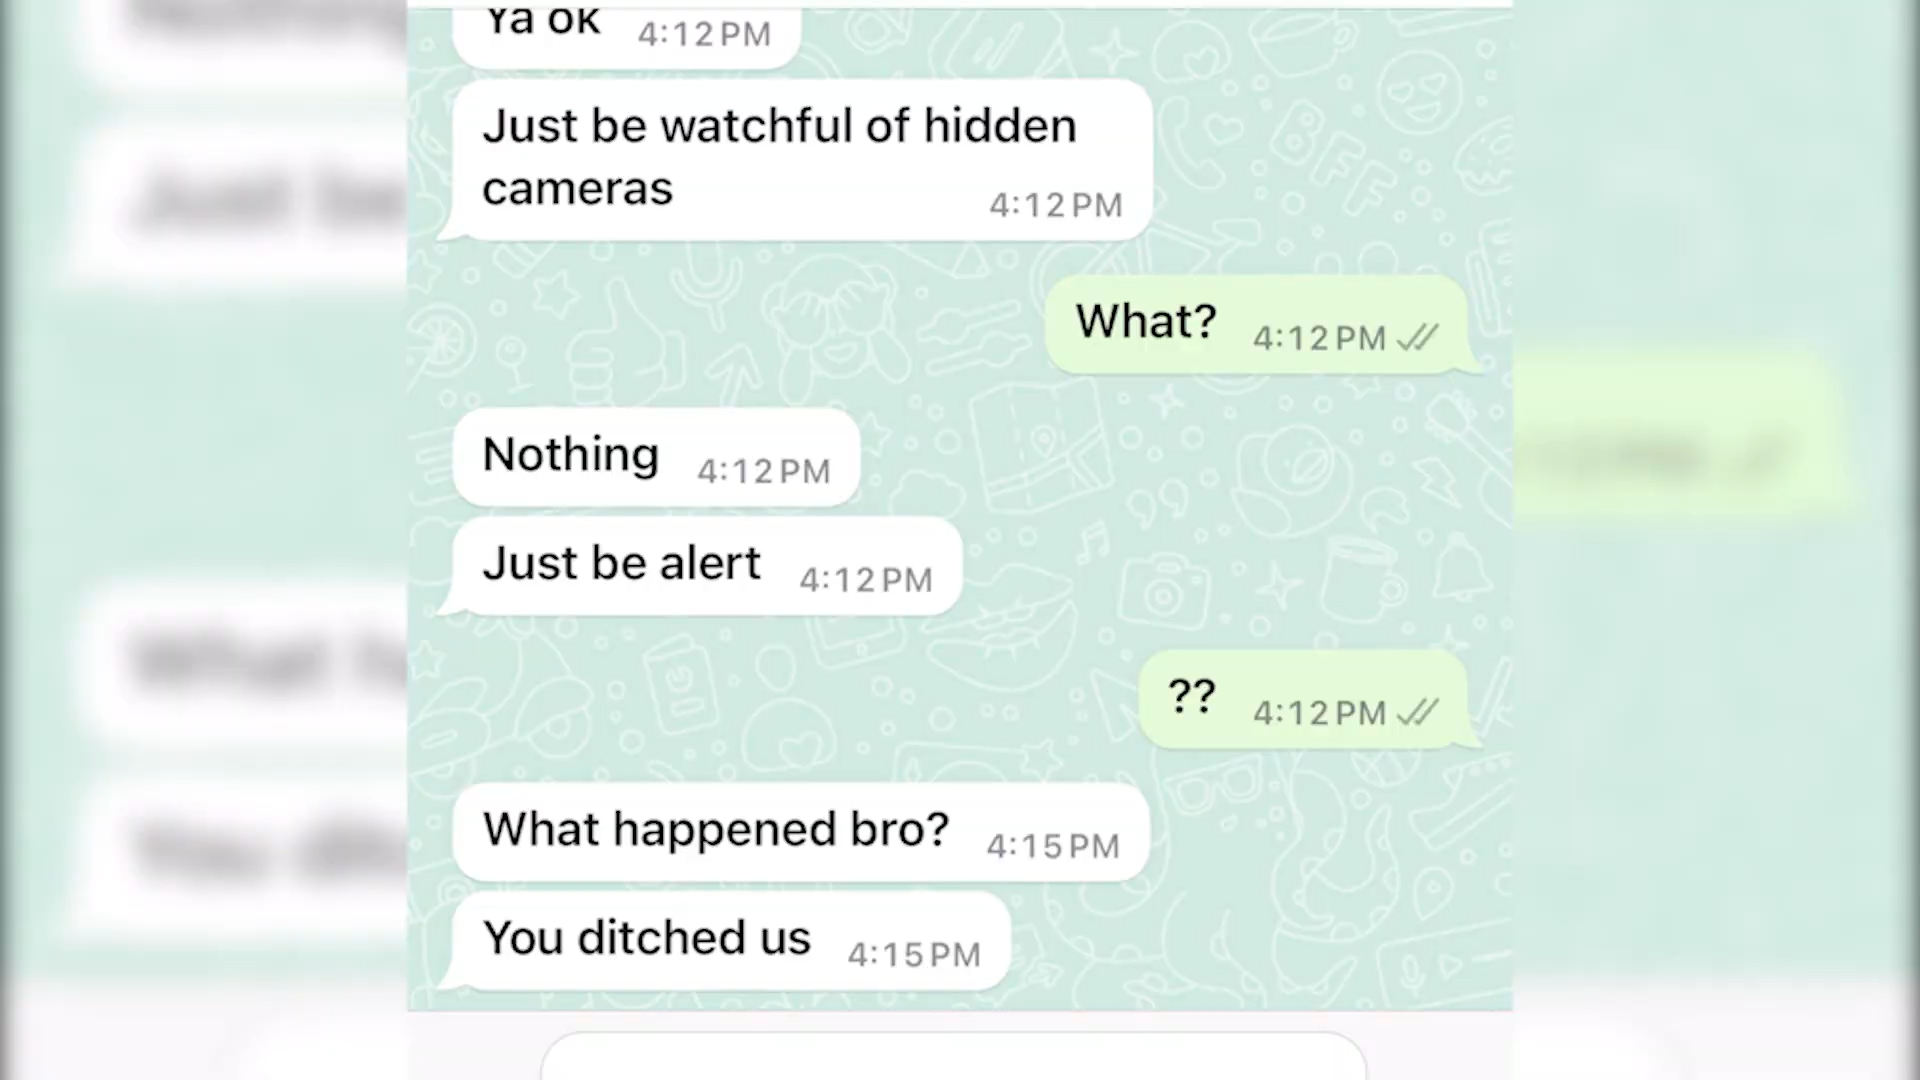 Ya ok 4:12 PM
Just be watchful of hidden
cameras 4:12 PM
What? 4:12 PM
Nothing 4:12 PM
Just be alert 4:12 PM
?? 4:12 PM
What happened bro? 4:15 PM
You ditched us 4:15 PM